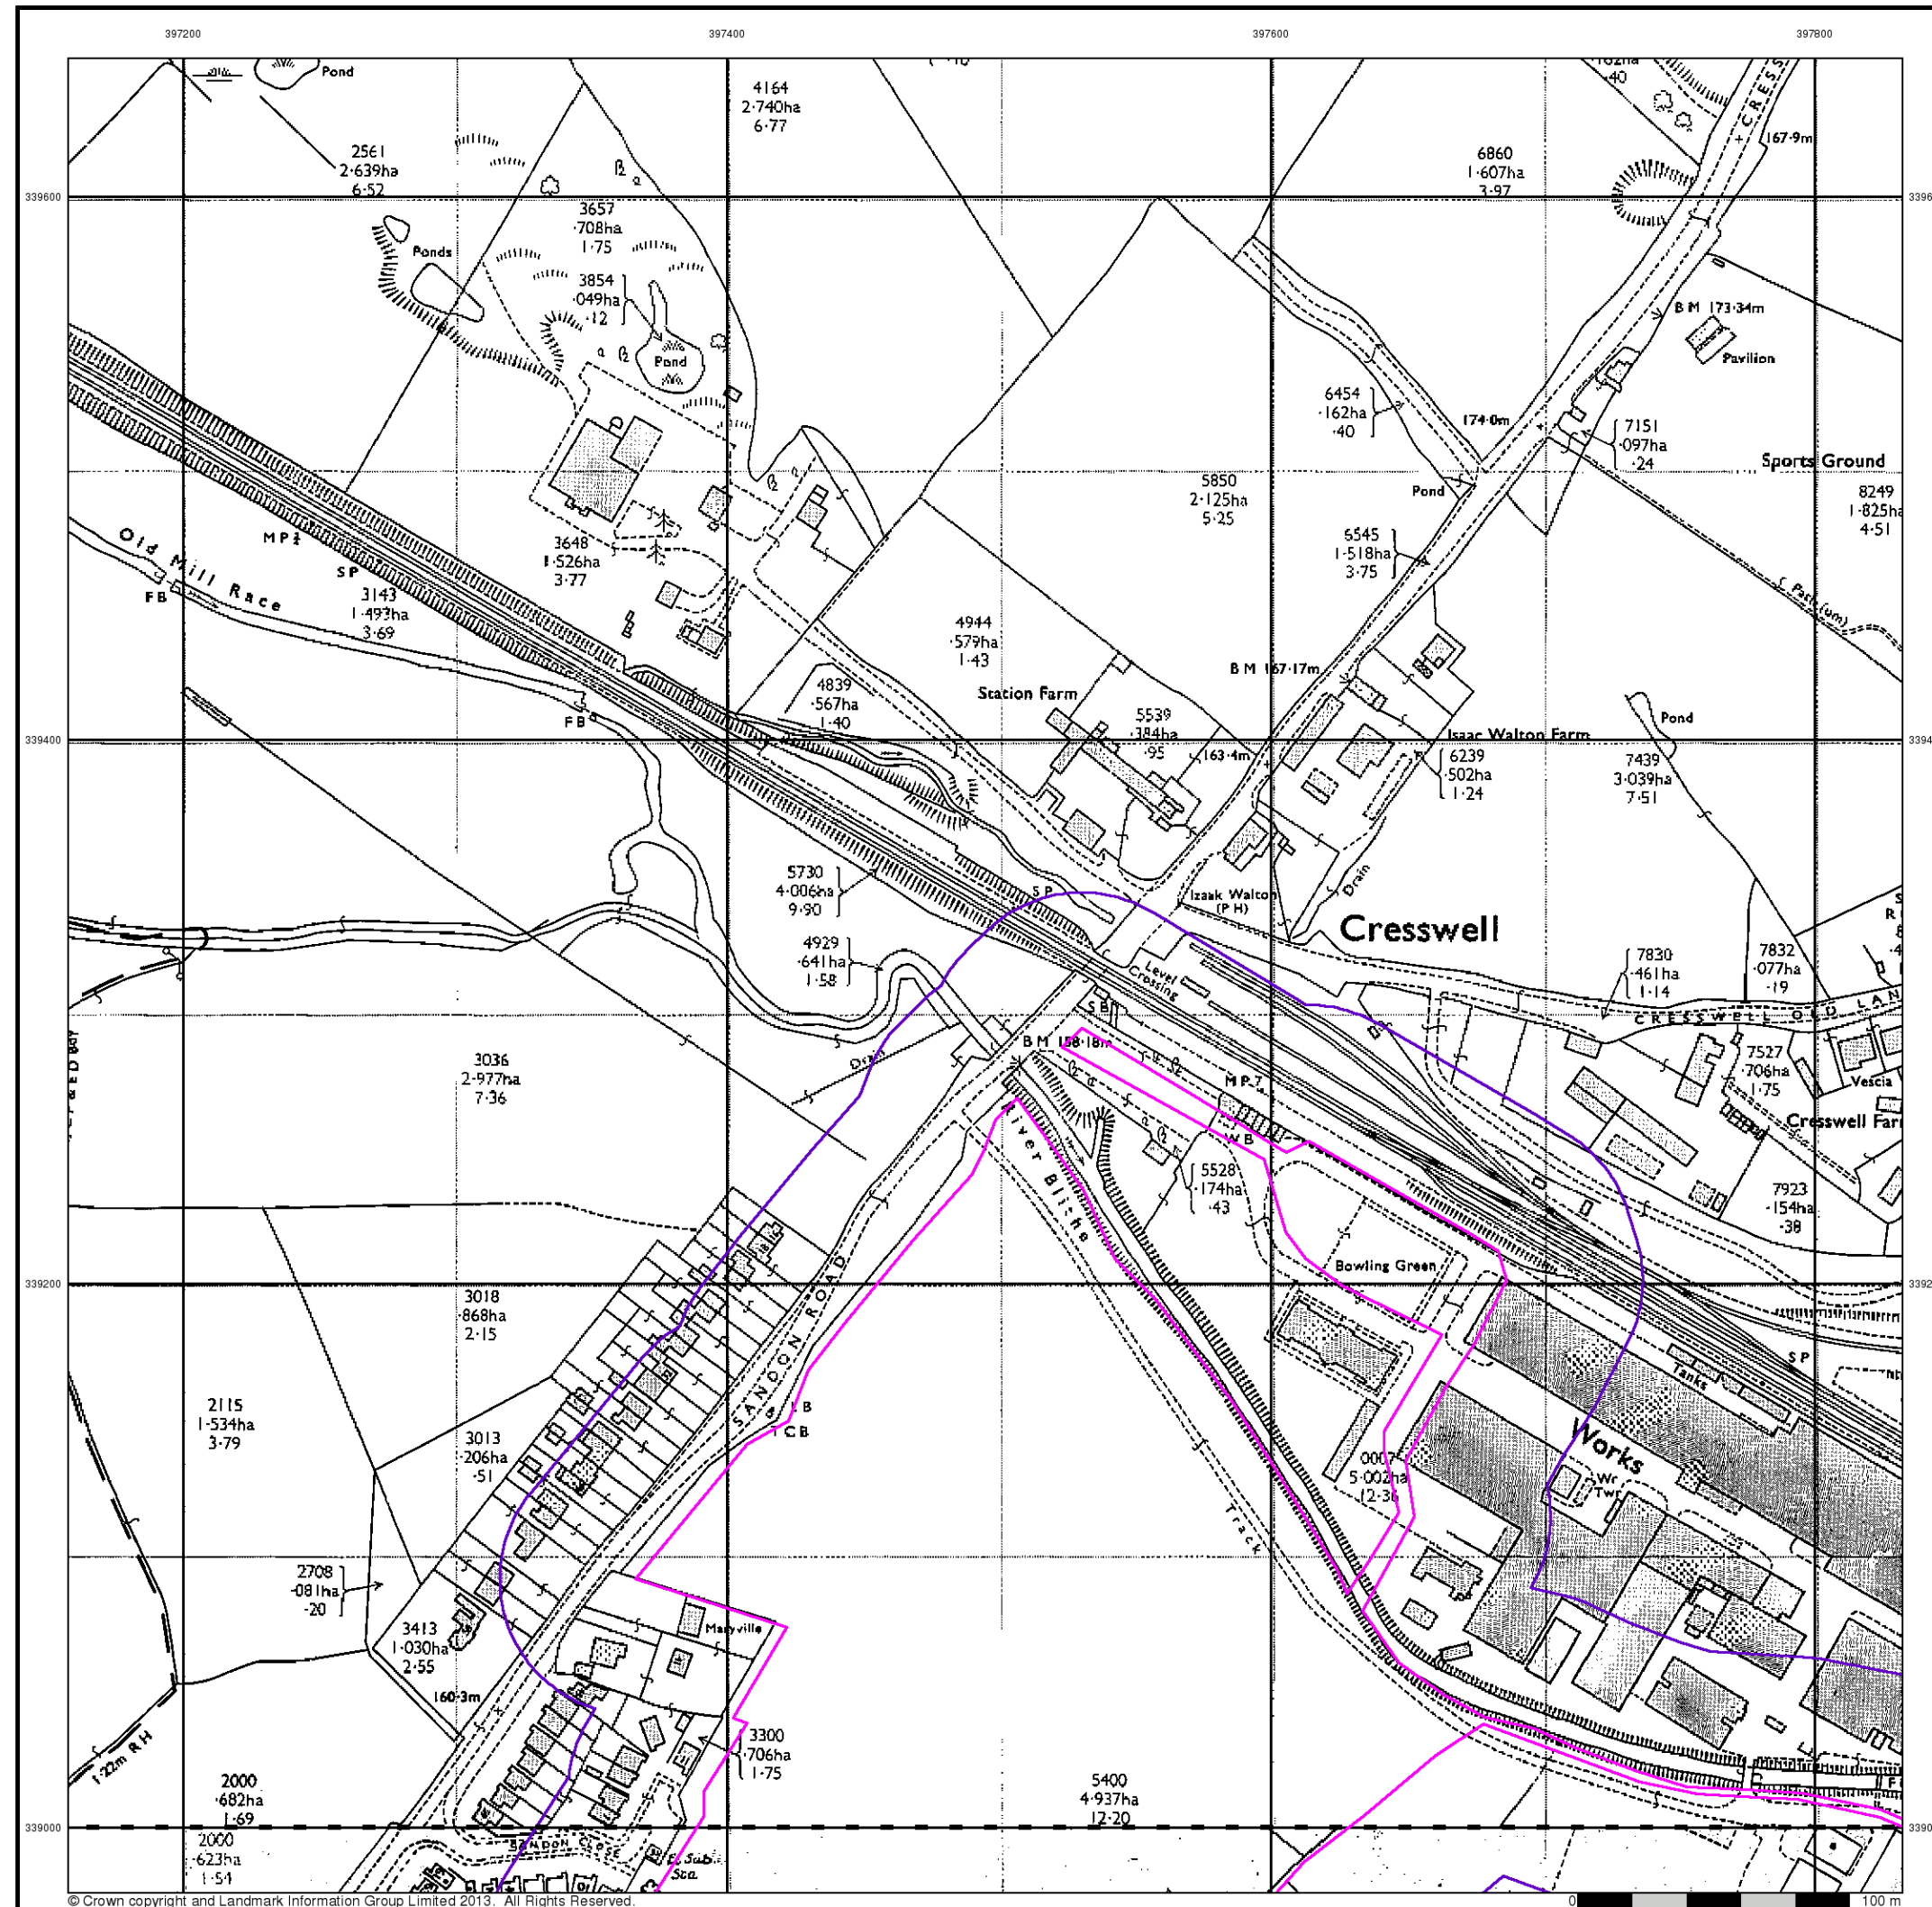 397200
397400
397600
397800
Pond
4164
2·740ha
6·77
·40
CRESS
167·9m
2561
2·639ha
6·52
6860
1·607ha
3·97
339600
3657
·708ha
1·75
Ponds
3854
·049ha
·12
Pond
BM 173·34m
Pavilion
6454
·162ha
·40
174·0m
7151
·097ha
·24
Sports Ground
5850
2·125ha
5·25
Pond
8249
1·825ha
4·51
Old Mill Race
MP¾
SP
FB
3648
1·526ha
3·77
6545
1·518ha
3·75
3143
1·493ha
3·69
Path (um)
4944
·579ha
1·43
BM 167·17m
4839
·567ha
1·40
Station Farm
FB
5539
·384ha
·95
163·4m
Isaac Walton Farm
Pond
339400
6239
·502ha
1·24
7439
3·039ha
7·51
5730
4·006ha
9·90
SP
Izaak Walton
(PH)
Drain
Cresswell
4929
·641ha
1·58
Level
Crossing
7830
·461ha
1·14
7832
·077ha
·19
CRESSWELL OLD LAN
SB
BM 158·18m
Drain
3036
2·977ha
7·36
MP 7
7527
·706ha
1·75
Vescia
Cresswell Far
WB
River Blithe
5528
·174ha
·43
7923
·154ha
·38
Bowling Green
339200
3018
·868ha
2·15
SANDON ROAD
SP
Tanks
2115
1·534ha
3·79
3013
·206ha
·51
LB
TCB
Works
0007
5·002ha
12·36
Wr
Twr
Track
2708
·081ha
·20
3413
1·030ha
2·55
Maryville
160·3m
3300
·706ha
1·75
1·22m RH
2000
·682ha
1·69
5400
4·937ha
12·20
339000
2000
·623ha
1·54
SANDON CLOSE
El Sub
Sta
© Crown copyright and Landmark Information Group Limited 2013. All Rights Reserved.
0
100 m